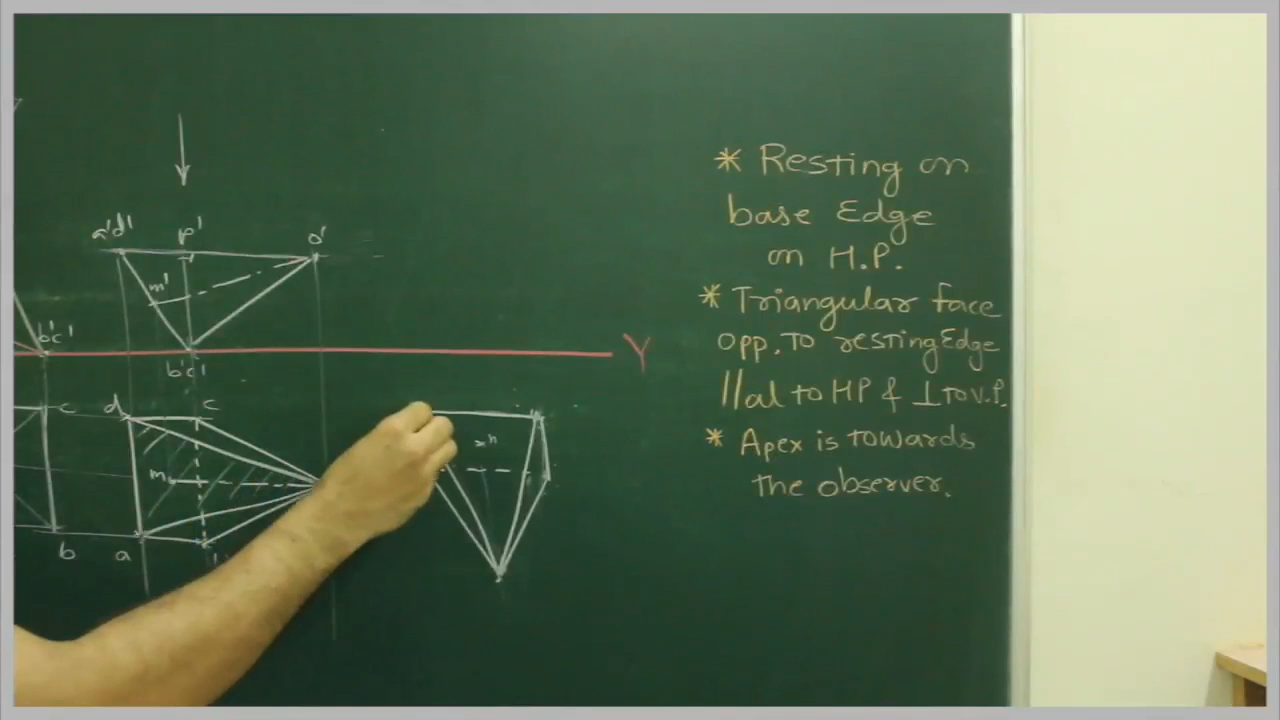 a'd'
p'
o'
m'
b'c'
b'c'
Y
c
d
c
m
b
a
* Resting on
base Edge
on H.P.
* Triangular face
opp. to resting Edge
//al to HP & ⊥ to V.P.
* Apex is towards
the observer.